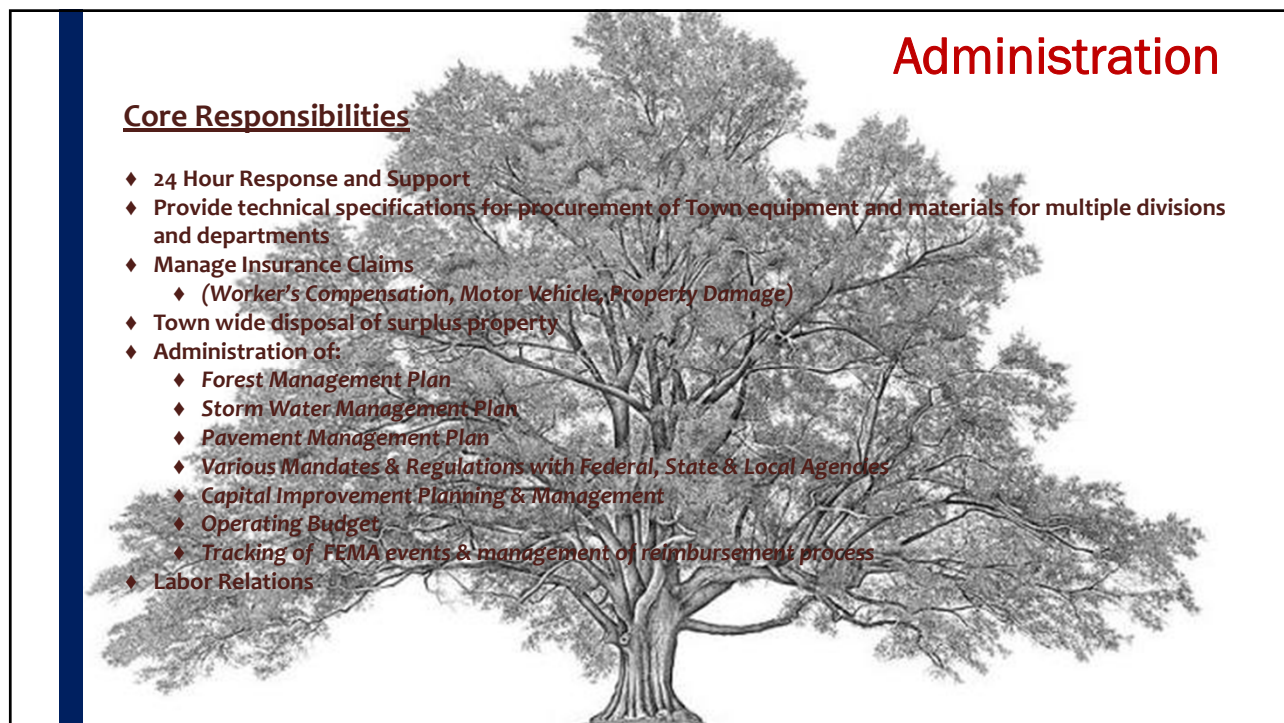 Administration
Core Responsibilities
♦ 24 Hour Response and Support
♦ Provide technical specifications for procurement of Town equipment and materials for multiple divisions
and departments
♦ Manage Insurance Claims
♦ (Worker's Compensation, Motor Vehicle, Property Damage)
♦ Town wide disposal of surplus property
♦ Administration of:
♦ Forest Management Plan
♦ Storm Water Management Plan
♦ Pavement Management Plan
♦ Various Mandates & Regulations with Federal, State & Local Agencies
♦ Capital Improvement Planning & Management
♦ Operating Budget
♦ Tracking of FEMA events & management of reimbursement process
♦ Labor Relations